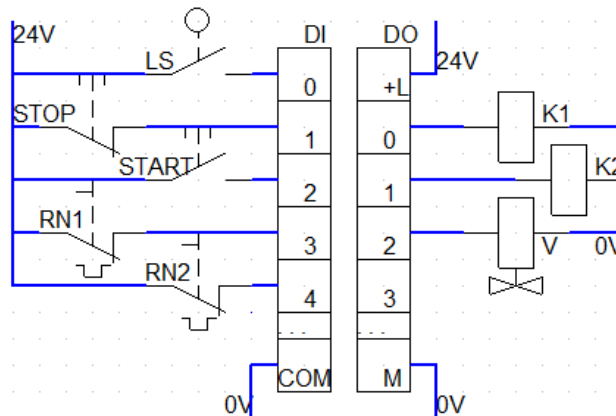 24V DI DO
LS 24V
0 +L
STOP K1
1 0
START K2
2 1
RN1 V 0V
3 2
RN2
4 3
... ...
COM M
0V 0V